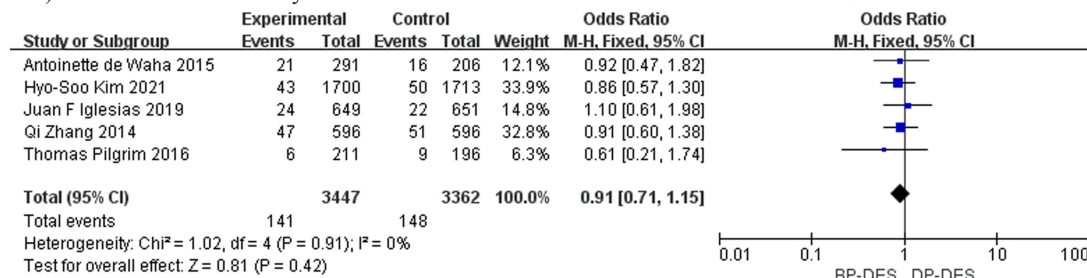 Experimental Control Odds Ratio Odds Ratio
Study or Subgroup Events Total Events Total Weight M-H, Fixed, 95% CI M-H, Fixed, 95% CI
Antoinette de Waha 2015 21 291 16 206 12.1% 0.92 [0.47, 1.82]
Hyo-Soo Kim 2021 43 1700 50 1713 33.9% 0.86 [0.57, 1.30]
Juan F Iglesias 2019 24 649 22 651 14.8% 1.10 [0.61, 1.98]
Qi Zhang 2014 47 596 51 596 32.8% 0.91 [0.60, 1.38]
Thomas Pilgrim 2016 6 211 9 196 6.3% 0.61 [0.21, 1.74]
Total (95% CI) 3447 3362 100.0% 0.91 [0.71, 1.15]
Total events 141 148
Heterogeneity: Chi² = 1.02, df = 4 (P = 0.91); I² = 0%
Test for overall effect: Z = 0.81 (P = 0.42)
0.01 0.1 1 10 100
BP-DES DP-DES